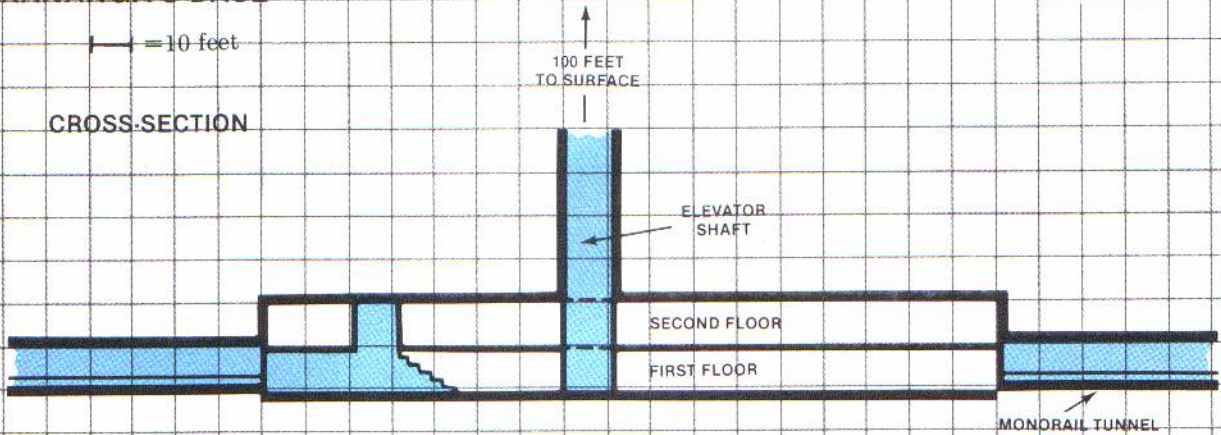 = 10 feet
100 FEET
TO SURFACE
CROSS-SECTION
ELEVATOR
SHAFT
SECOND FLOOR
FIRST FLOOR
MONORAIL TUNNEL